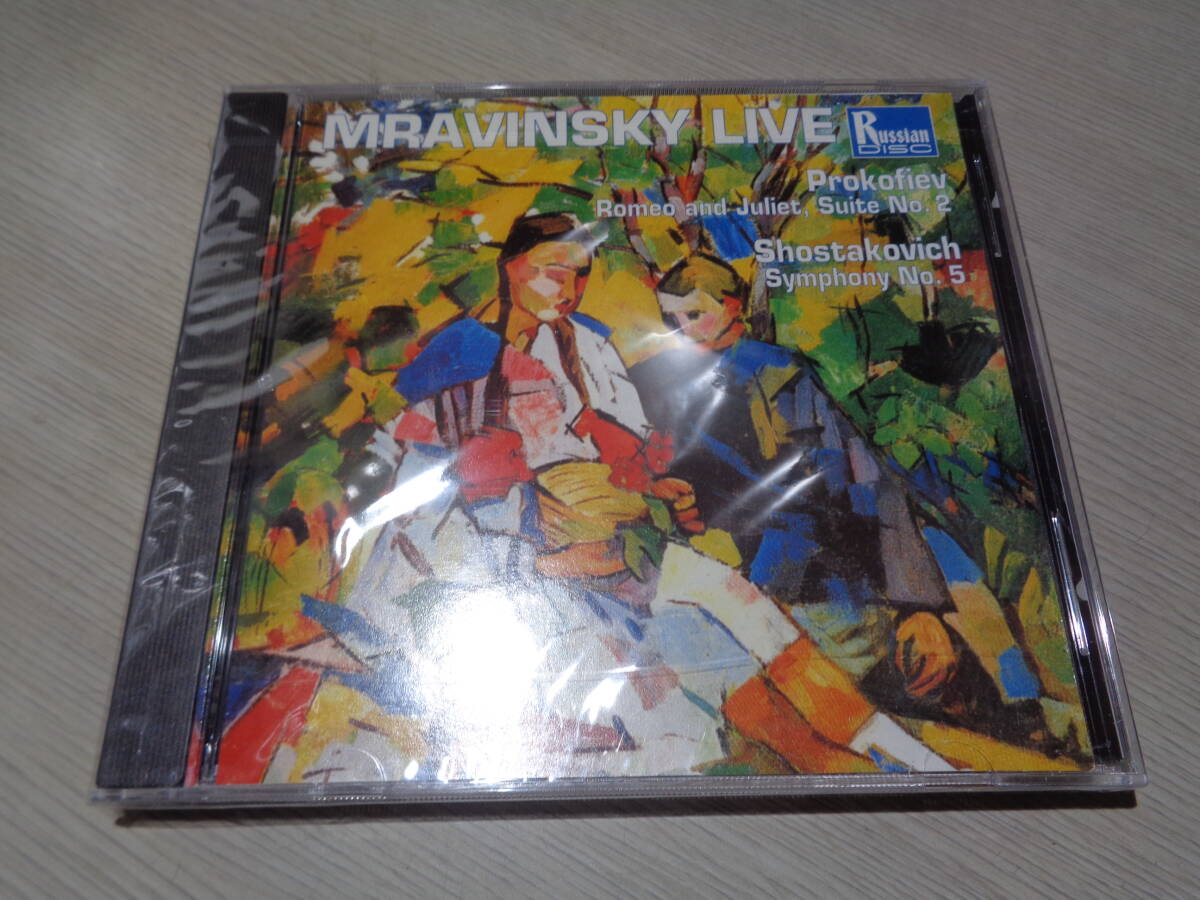 MRAVINSKY LIVE
Russian
DISC
Prokofiev
Romeo and Juliet, Suite No. 2
Shostakovich
Symphony No. 5